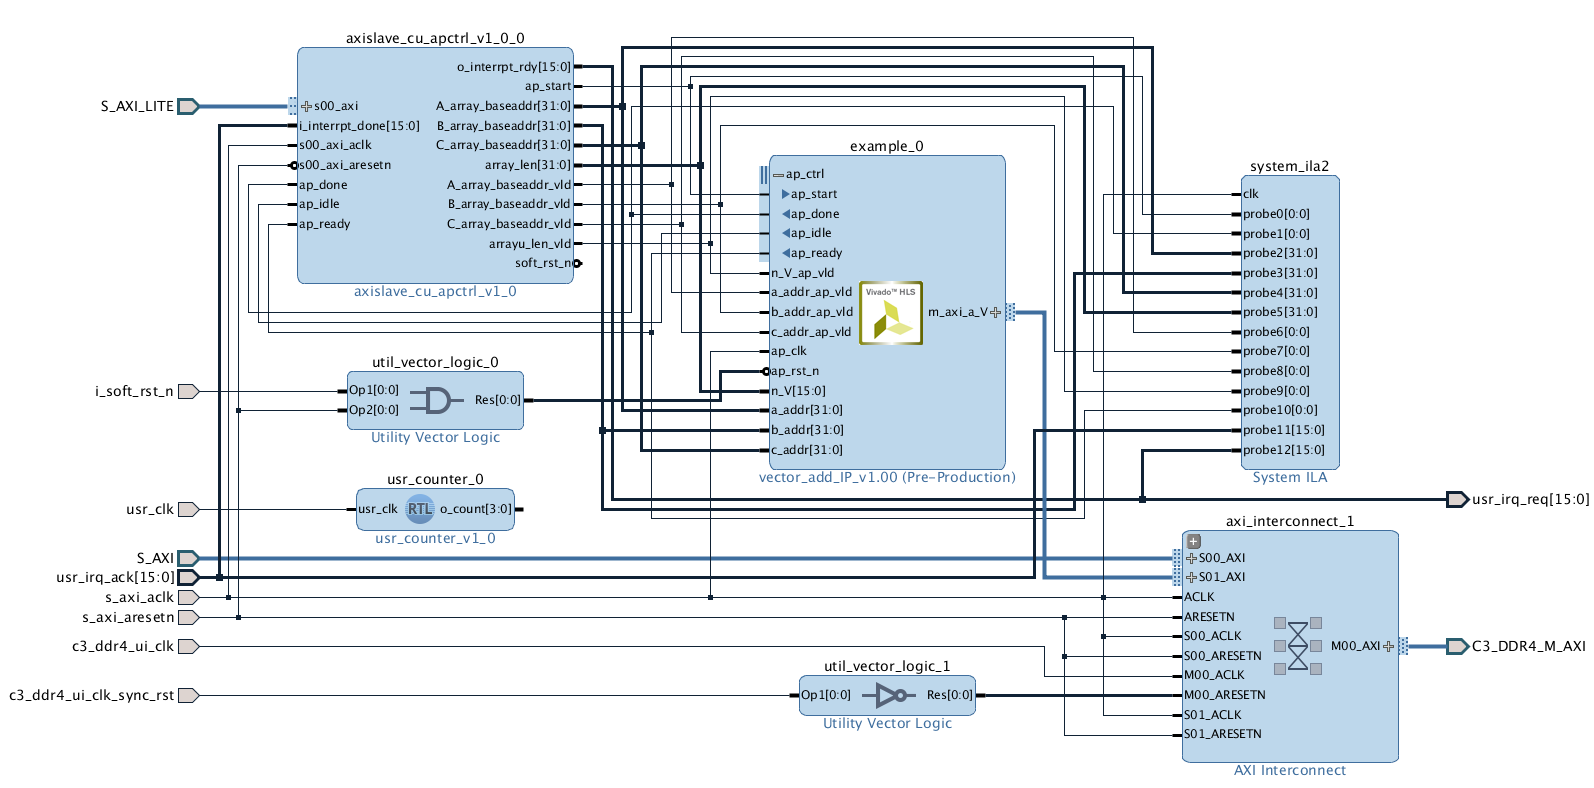 axislave_cu_apctrl_v1_0_0
o_interrpt_rdy[15:0]
ap_start
S_AXI_LITE
s00_axi
A_array_baseaddr[31:0]
i_interrpt_done[15:0]
B_array_baseaddr[31:0]
s00_axi_aclk
C_array_baseaddr[31:0]
s00_axi_aresetn
array_len[31:0]
ap_done
A_array_baseaddr_vld
ap_idle
B_array_baseaddr_vld
ap_ready
C_array_baseaddr_vld
arrayu_len_vld
soft_rst_n
axislave_cu_apctrl_v1_0
example_0
ap_ctrl
ap_start
ap_done
ap_idle
ap_ready
n_V_ap_vld
a_addr_ap_vld
b_addr_ap_vld
c_addr_ap_vld
ap_clk
ap_rst_n
n_V[15:0]
a_addr[31:0]
b_addr[31:0]
c_addr[31:0]
Vivado™ HLS
m_axi_a_V
vector_add_IP_v1.00 (Pre-Production)
system_ila2
clk
probe0[0:0]
probe1[0:0]
probe2[31:0]
probe3[31:0]
probe4[31:0]
probe5[31:0]
probe6[0:0]
probe7[0:0]
probe8[0:0]
probe9[0:0]
probe10[0:0]
probe11[15:0]
probe12[15:0]
System ILA
util_vector_logic_0
i_soft_rst_n
Op1[0:0]
Op2[0:0]
Res[0:0]
Utility Vector Logic
usr_counter_0
usr_clk
usr_clk
RTL
o_count[3:0]
usr_counter_v1_0
usr_irq_req[15:0]
S_AXI
usr_irq_ack[15:0]
s_axi_aclk
s_axi_aresetn
c3_ddr4_ui_clk
c3_ddr4_ui_clk_sync_rst
util_vector_logic_1
Op1[0:0]
Res[0:0]
Utility Vector Logic
axi_interconnect_1
S00_AXI
S01_AXI
ACLK
ARESETN
S00_ACLK
S00_ARESETN
M00_ACLK
M00_ARESETN
S01_ACLK
S01_ARESETN
M00_AXI
AXI Interconnect
C3_DDR4_M_AXI